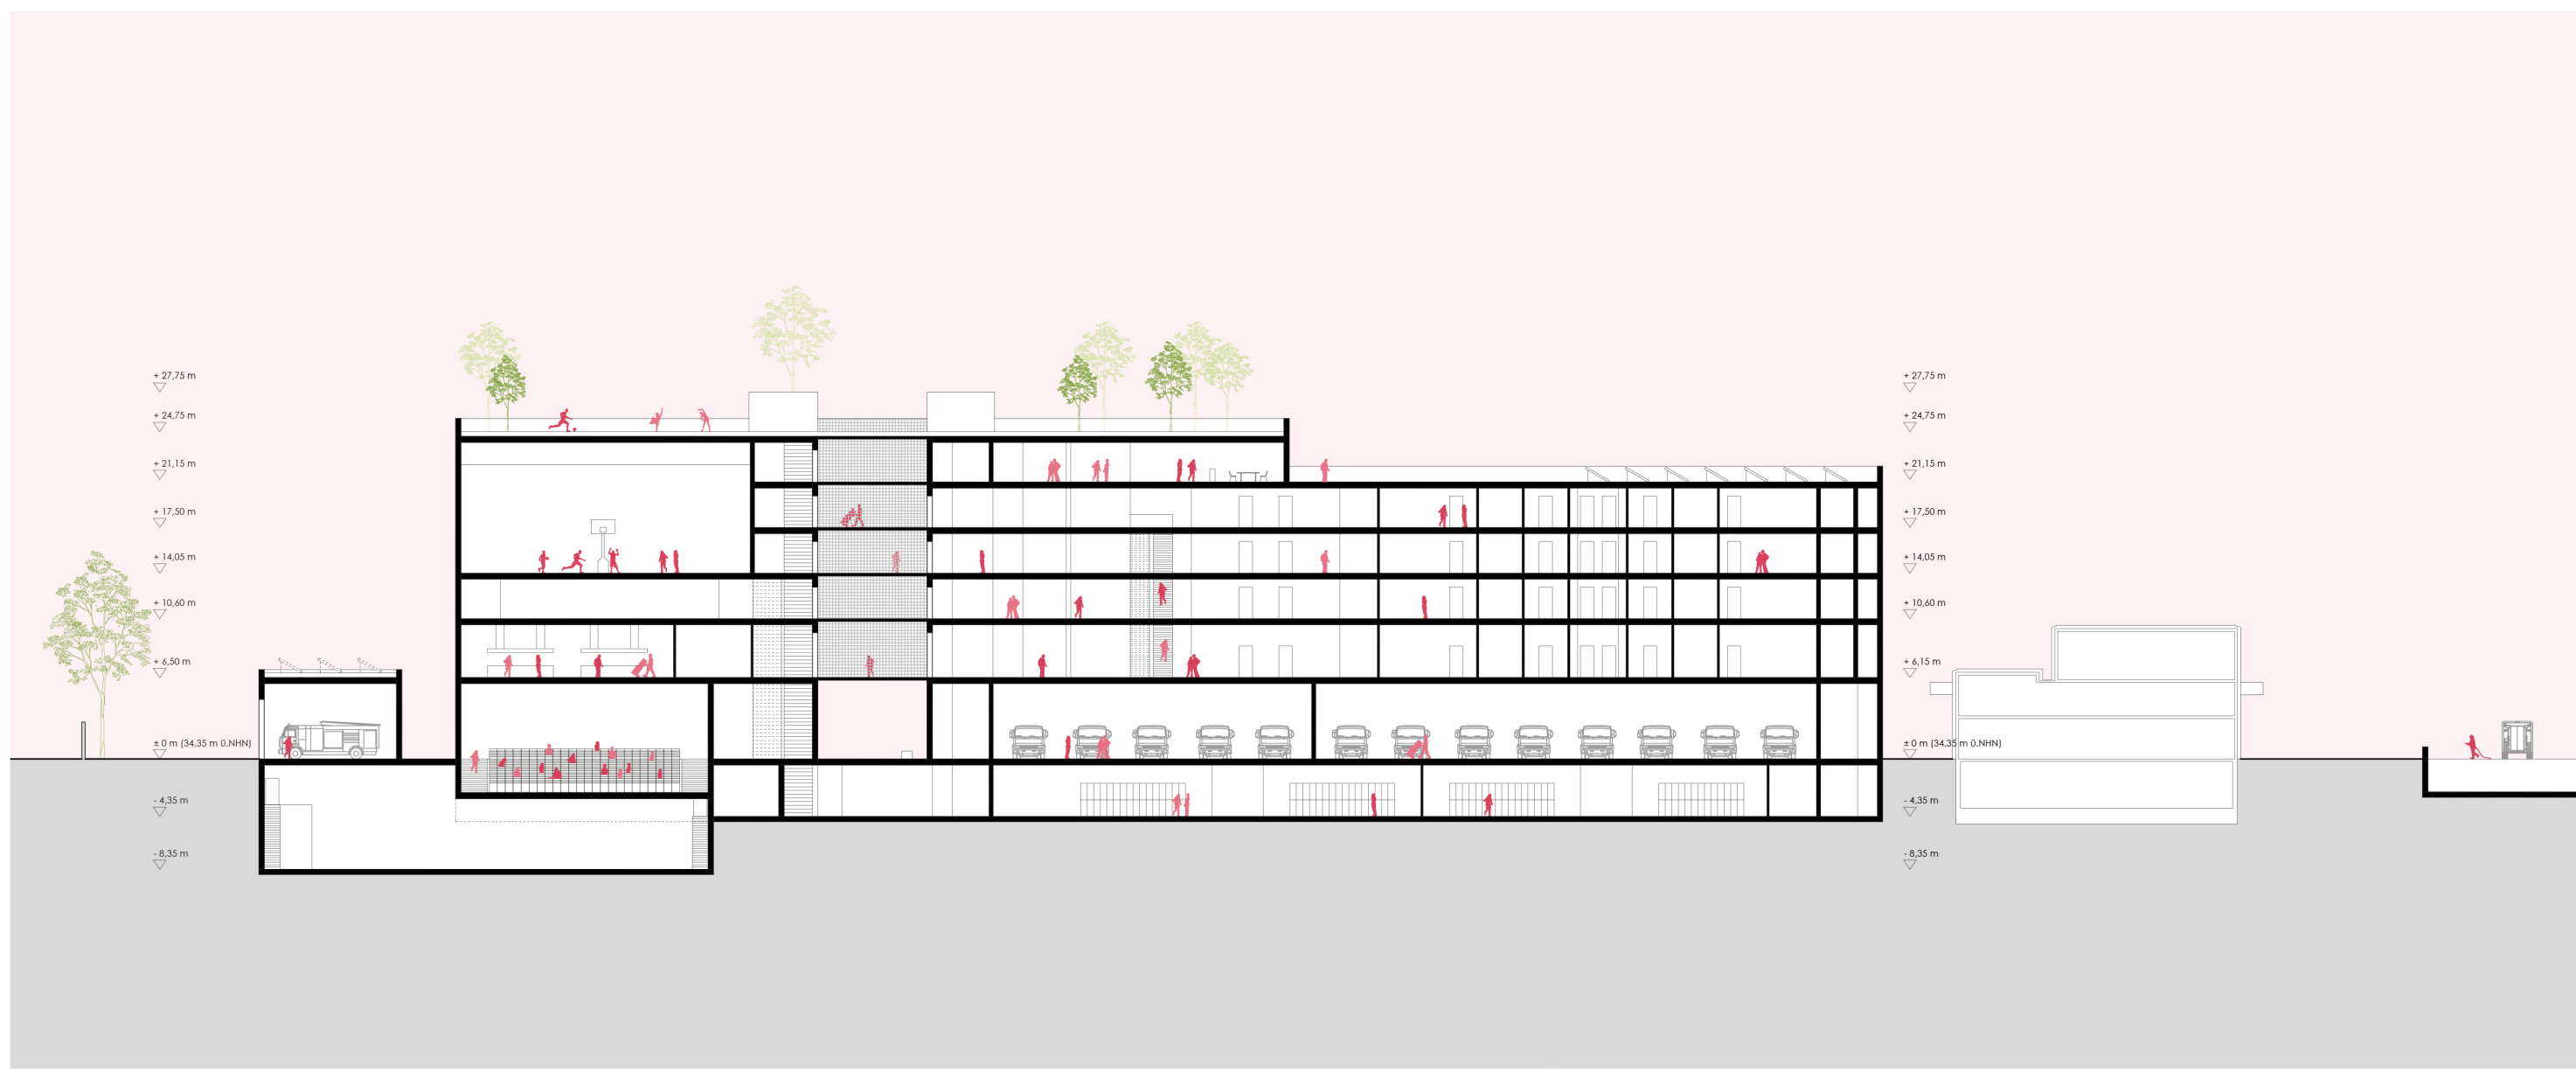 + 27,75 m
+ 24,75 m
+ 21,15 m
+ 17,50 m
+ 14,05 m
+ 10,60 m
+ 6,50 m
± 0 m (34.35 m ü.NHN)
- 4,35 m
- 8,35 m
+ 27,75 m
+ 24,75 m
+ 21,15 m
+ 17,50 m
+ 14,05 m
+ 10,60 m
+ 6,15 m
± 0 m (34.35 m ü.NHN)
- 4,35 m
- 8,35 m